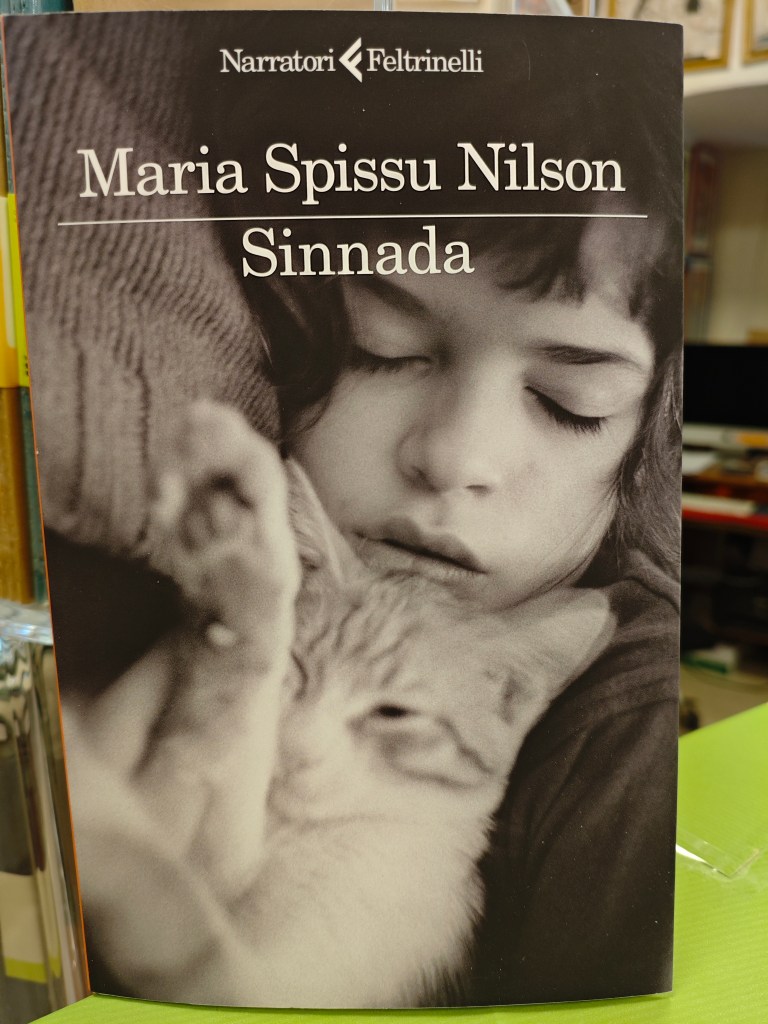 Narratori Feltrinelli
Maria Spissu Nilson
Sinnada